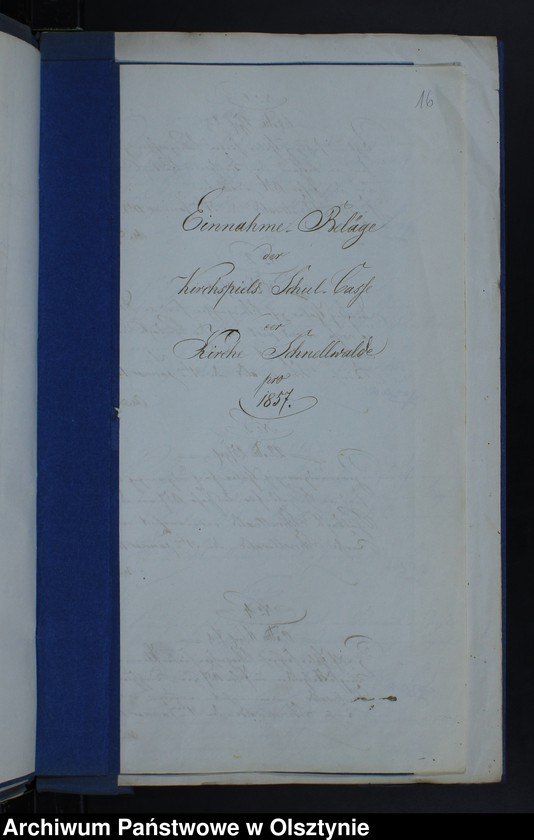 16
Einnahme-Beläge
der
Kirchspiels-Schul-Casse
der
Kirche Schnellwalde
pro
1857.
Archiwum Państwowe w Olsztynie